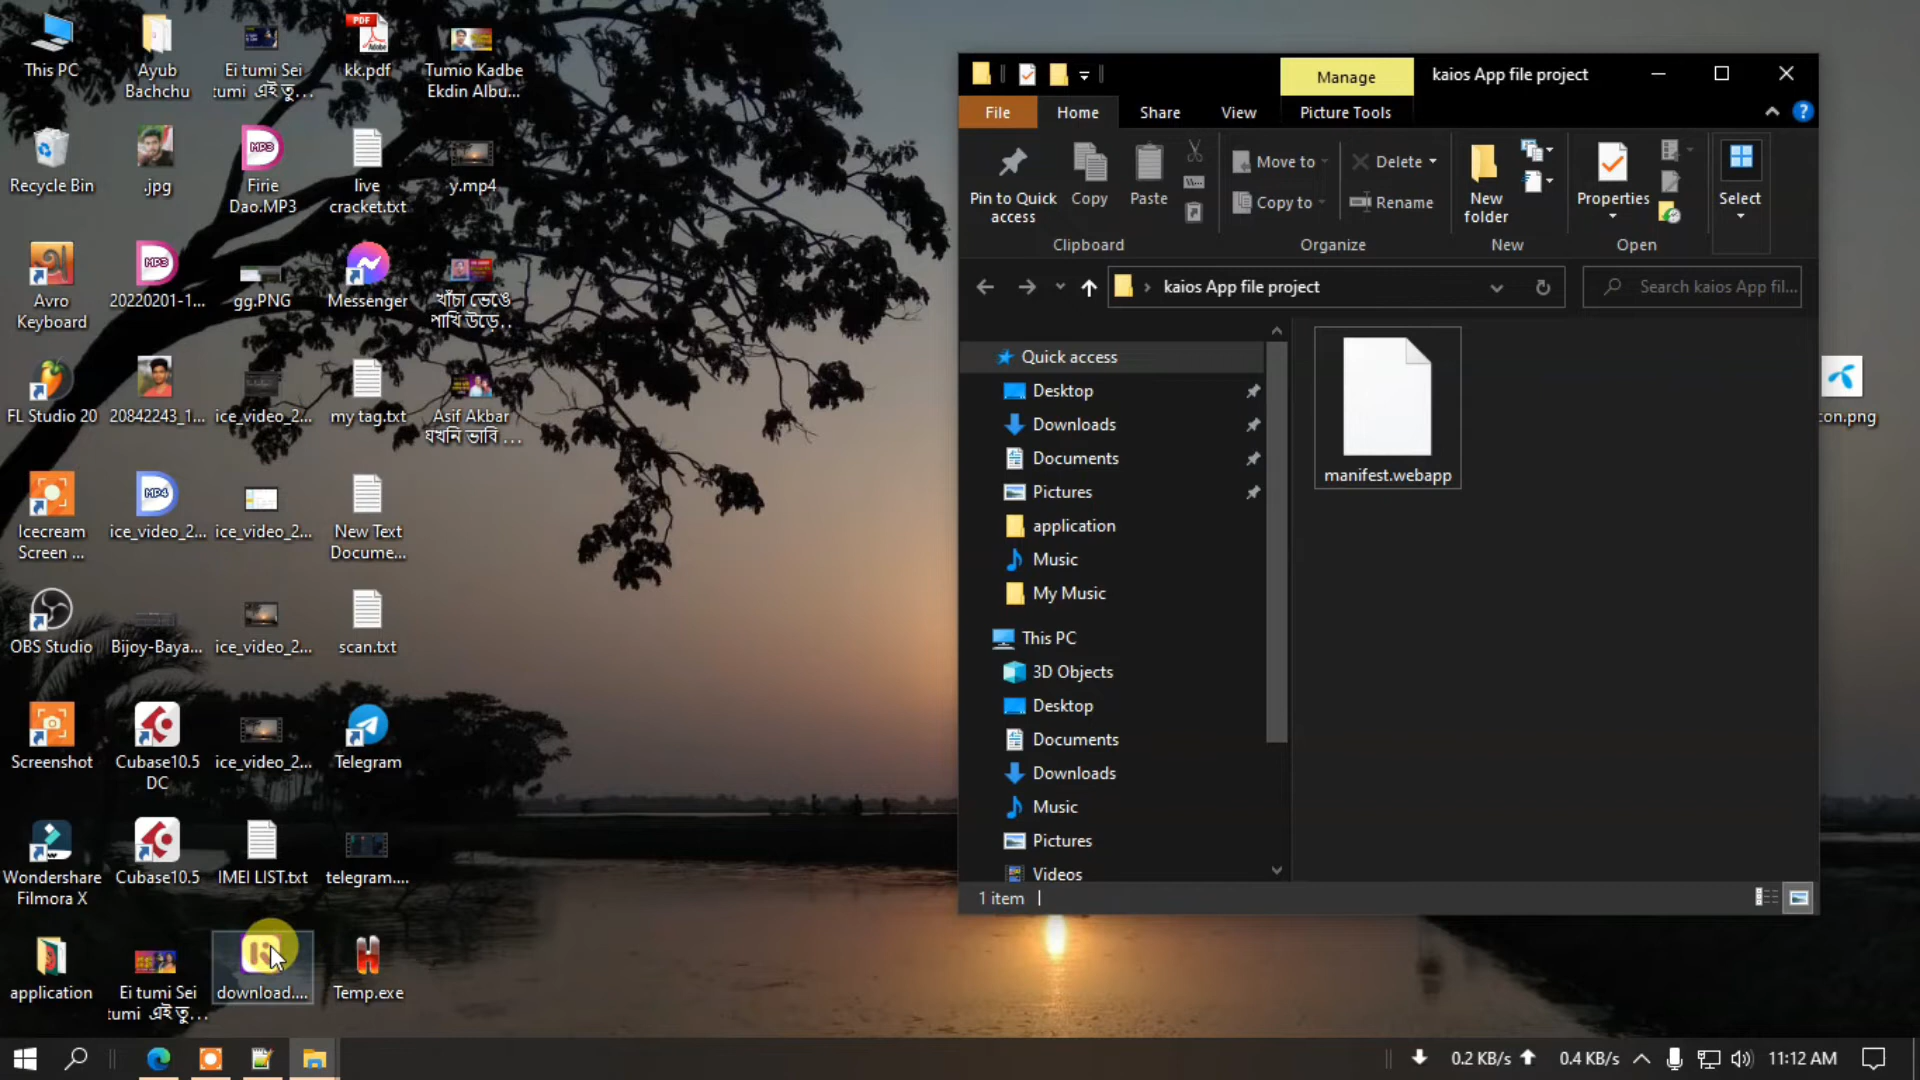 This PC
Ayub
Bachchu
Ei tumi Sei
tumi এই তু...
PDF
Adobe
kk.pdf
Tumio Kadbe
Ekdin Albu...
Recycle Bin
.jpg
MP3
Firie
Dao.MP3
live
cracket.txt
y.mp4
Avro
Keyboard
MP3
20220201-1...
gg.PNG
Messenger
খাঁচা ভেঙে
পাখি উড়ে..
FL Studio 20
20842243_1...
ice_video_2...
my tag.txt
Asif Akbar
যখনি ভাবি ...
Icecream
Screen ...
MP4
ice_video_2...
ice_video_2...
New Text
Docume...
OBS Studio
Bijoy-Baya...
ice_video_2...
scan.txt
Screenshot
Cubase10.5
DC
ice_video_2...
Telegram
Wondershare
Filmora X
Cubase10.5
IMEI LIST.txt
telegram....
application
Ei tumi Sei
tumi এই তু...
download....
Temp.exe
con.png
Manage
kaios App file project
File
Home
Share
View
Picture Tools
Pin to Quick
access
Copy
Paste
Move to
Copy to
Delete
Rename
New
folder
Properties
Select
Clipboard
Organize
New
Open
kaios App file project
Search kaios App fil...
Quick access
Desktop
Downloads
Documents
Pictures
application
Music
My Music
This PC
3D Objects
Desktop
Documents
Downloads
Music
Pictures
Videos
manifest.webapp
1 item
0.2 KB/s
0.4 KB/s
11:12 AM